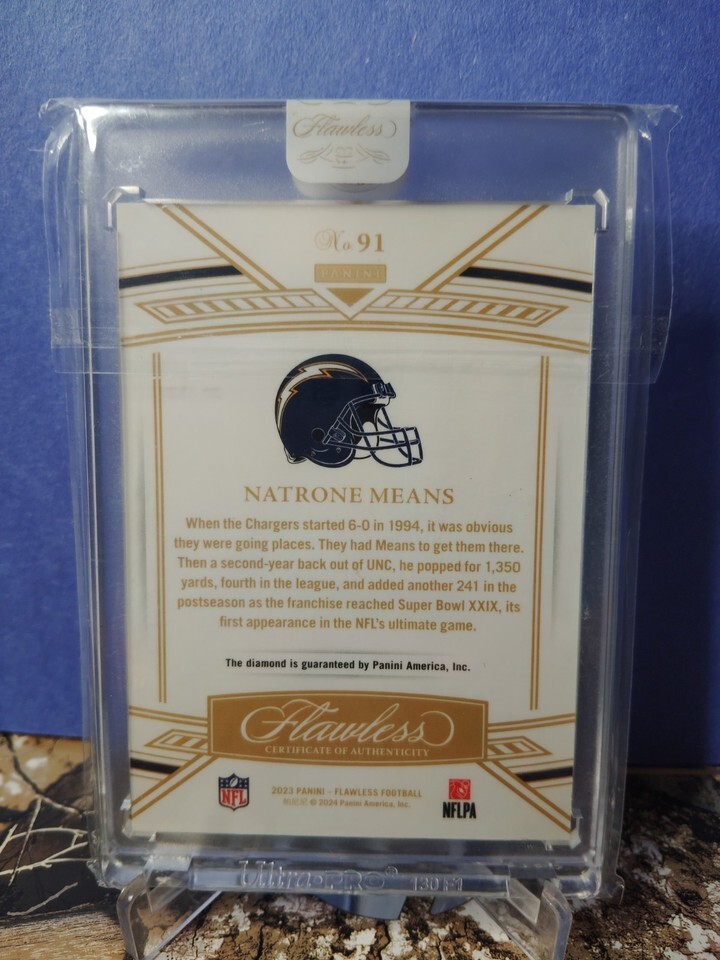 Flawless
No. 91
PANINI
NATRONE MEANS
When the Chargers started 6-0 in 1994, it was obvious
they were going places. They had Means to get them there.
Then a second-year back out of UNC, he popped for 1,350
yards, fourth in the league, and added another 241 in the
postseason as the franchise reached Super Bowl XXIX, its
first appearance in the NFL's ultimate game.
The diamond is guaranteed by Panini America, Inc.
Flawless
CERTIFICATE OF AUTHENTICITY
NFL
2023 PANINI - FLAWLESS FOOTBALL
© 2024 Panini America, Inc.
NFLPA
Ultra·PRO®